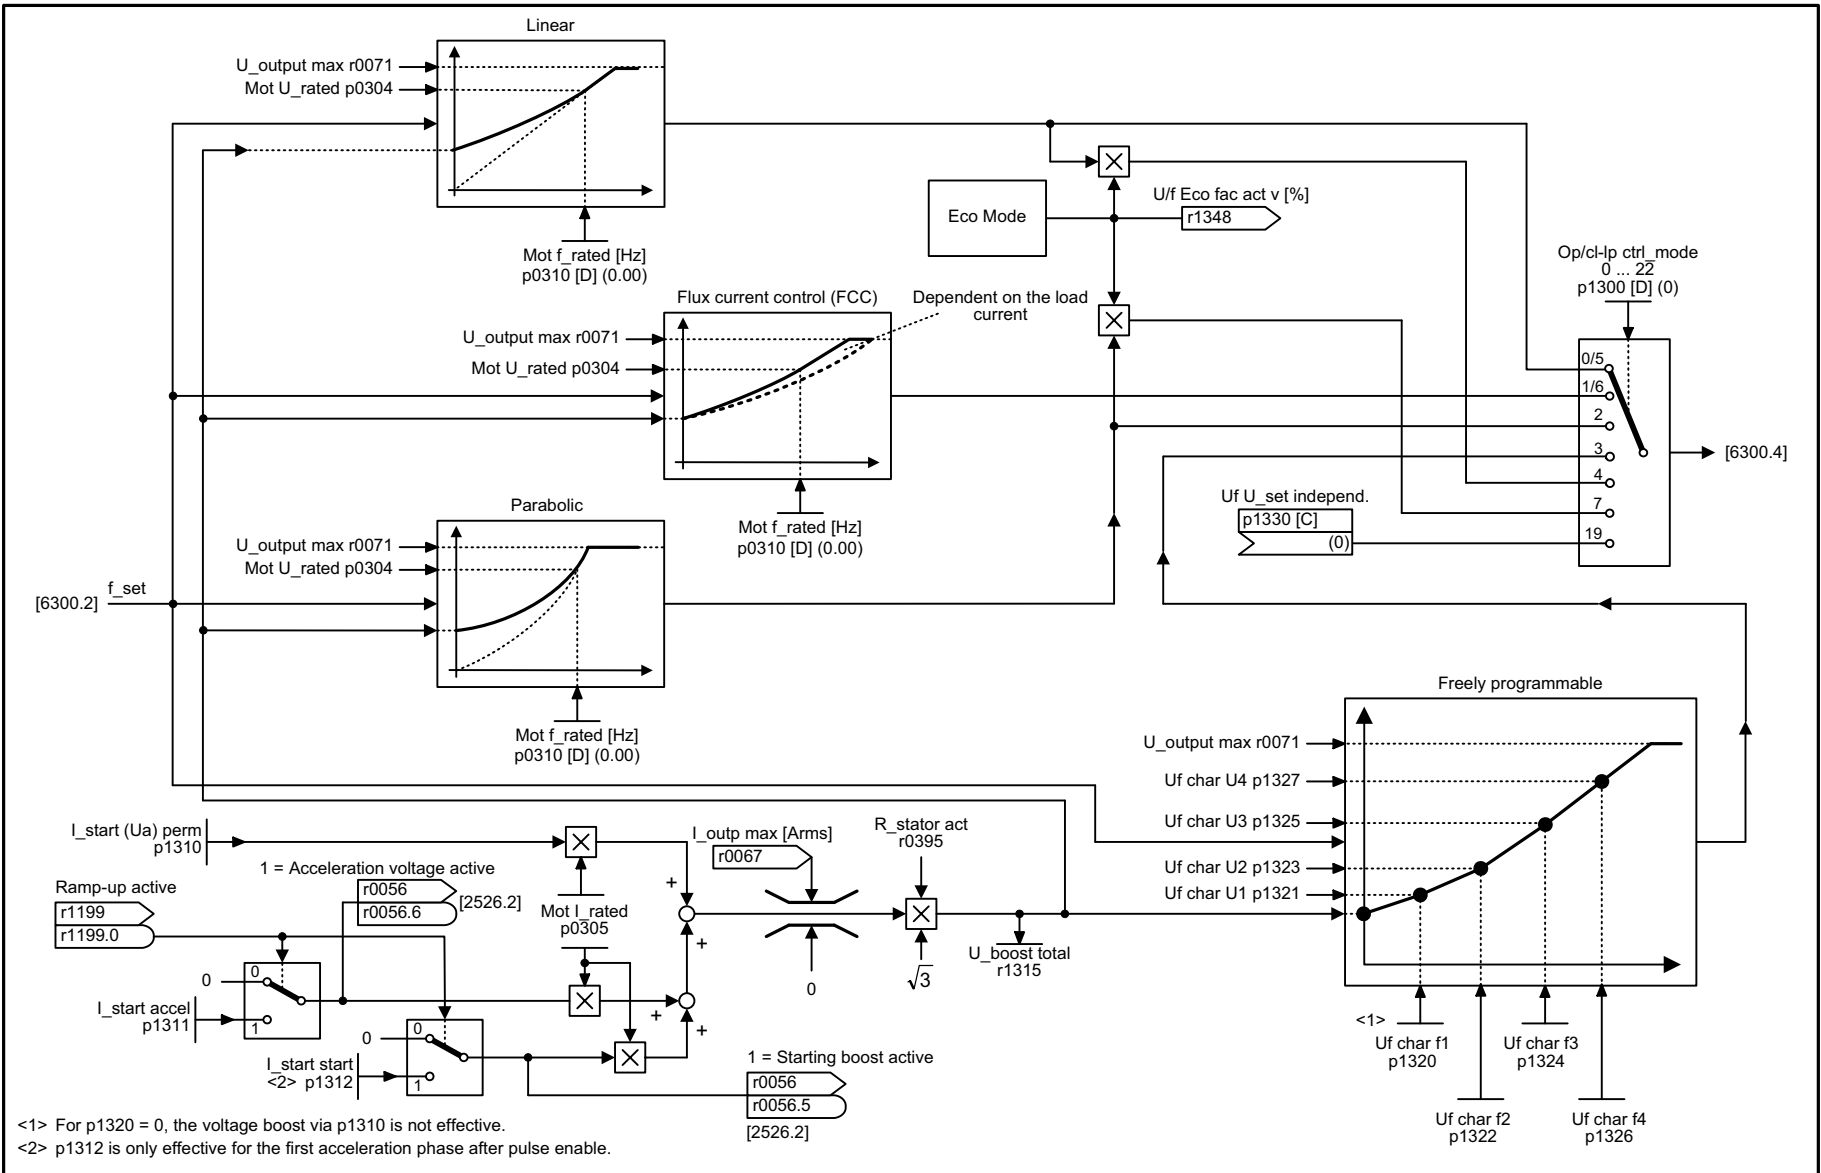 Linear
U_output max r0071
Mot U_rated p0304
Mot f_rated [Hz]
p0310 [D] (0.00)
Eco Mode
U/f Eco fac act v [%]
r1348
Op/cl-lp ctrl_mode
0 ... 22
p1300 [D] (0)
Flux current control (FCC)
Dependent on the load
current
U_output max r0071
Mot U_rated p0304
Mot f_rated [Hz]
p0310 [D] (0.00)
0/5
1/6
2
3
4
7
19
[6300.4]
Uf U_set independ.
p1330 [C]
(0)
Parabolic
U_output max r0071
Mot U_rated p0304
[6300.2]
f_set
Mot f_rated [Hz]
p0310 [D] (0.00)
Freely programmable
U_output max r0071
Uf char U4 p1327
Uf char U3 p1325
Uf char U2 p1323
Uf char U1 p1321
<1>
Uf char f1
p1320
Uf char f3
p1324
Uf char f2
p1322
Uf char f4
p1326
I_start (Ua) perm
p1310
1 = Acceleration voltage active
r0056
r0056.6
[2526.2]
Ramp-up active
r1199
r1199.0
Mot I_rated
p0305
I_outp max [Arms]
r0067
R_stator act
r0395
+
+
+
+
0
√3
U_boost total
r1315
0
0
1
I_start accel
p1311
0
0
1
I_start start
<2> p1312
1 = Starting boost active
r0056
r0056.5
[2526.2]
<1> For p1320 = 0, the voltage boost via p1310 is not effective.
<2> p1312 is only effective for the first acceleration phase after pulse enable.